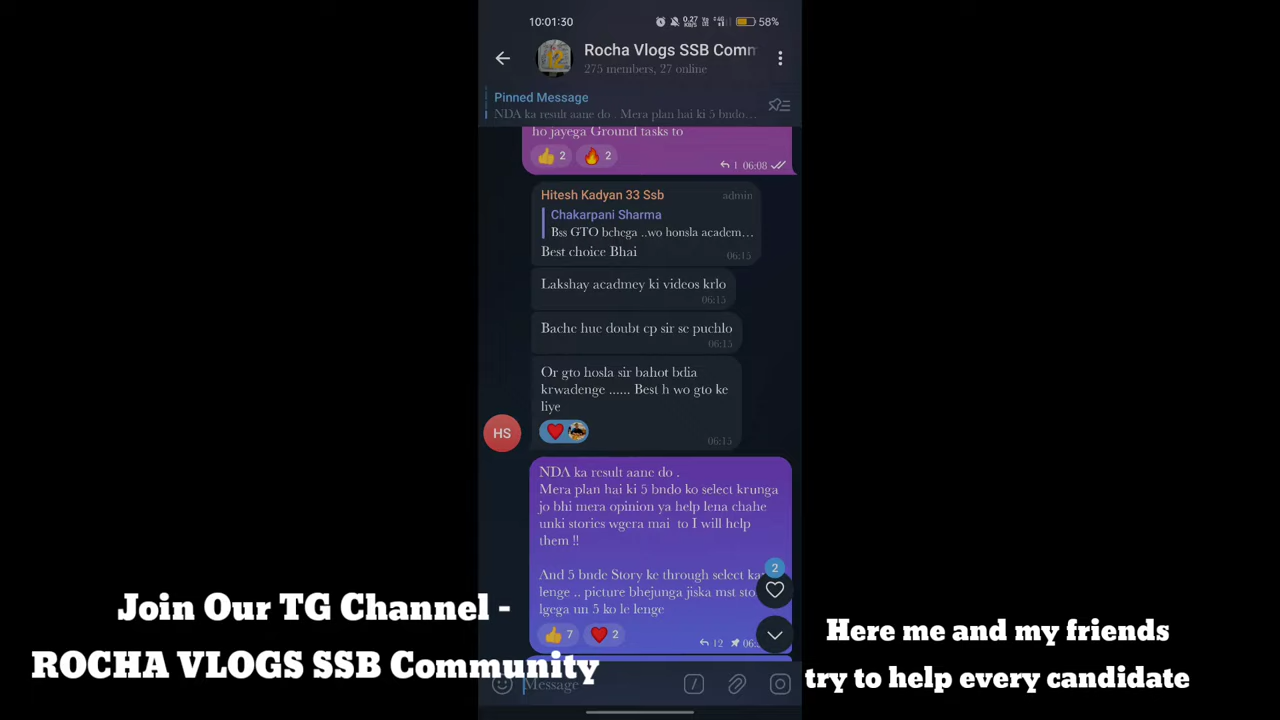 10:01:30
0.27
KB/S
58%
Rocha Vlogs SSB Comm
275 members, 27 online
Pinned Message
NDA ka result aane do . Mera plan hai ki 5 bndo…
ho jayega Ground tasks to
2
2
1 06:08
Hitesh Kadyan 33 Ssb
admin
Chakarpani Sharma
Bss GTO bchega ..wo honsla academ…
Best choice Bhai
06:15
Lakshay acadmey ki videos krlo
06:15
Bache hue doubt cp sir se puchlo
06:15
Or gto hosla sir bahot bdia
krwadenge ...... Best h wo gto ke
liye
06:15
HS
NDA ka result aane do .
Mera plan hai ki 5 bndo ko select krunga
jo bhi mera opinion ya help lena chahe
unki stories wgera mai to I will help
them !!
And 5 bnde Story ke through select ka
lenge .. picture bhejunga jiska mst sto
lgega un 5 ko le lenge
2
7
2
12
Message
Join Our TG Channel -
ROCHA VLOGS SSB Community
Here me and my friends
try to help every candidate